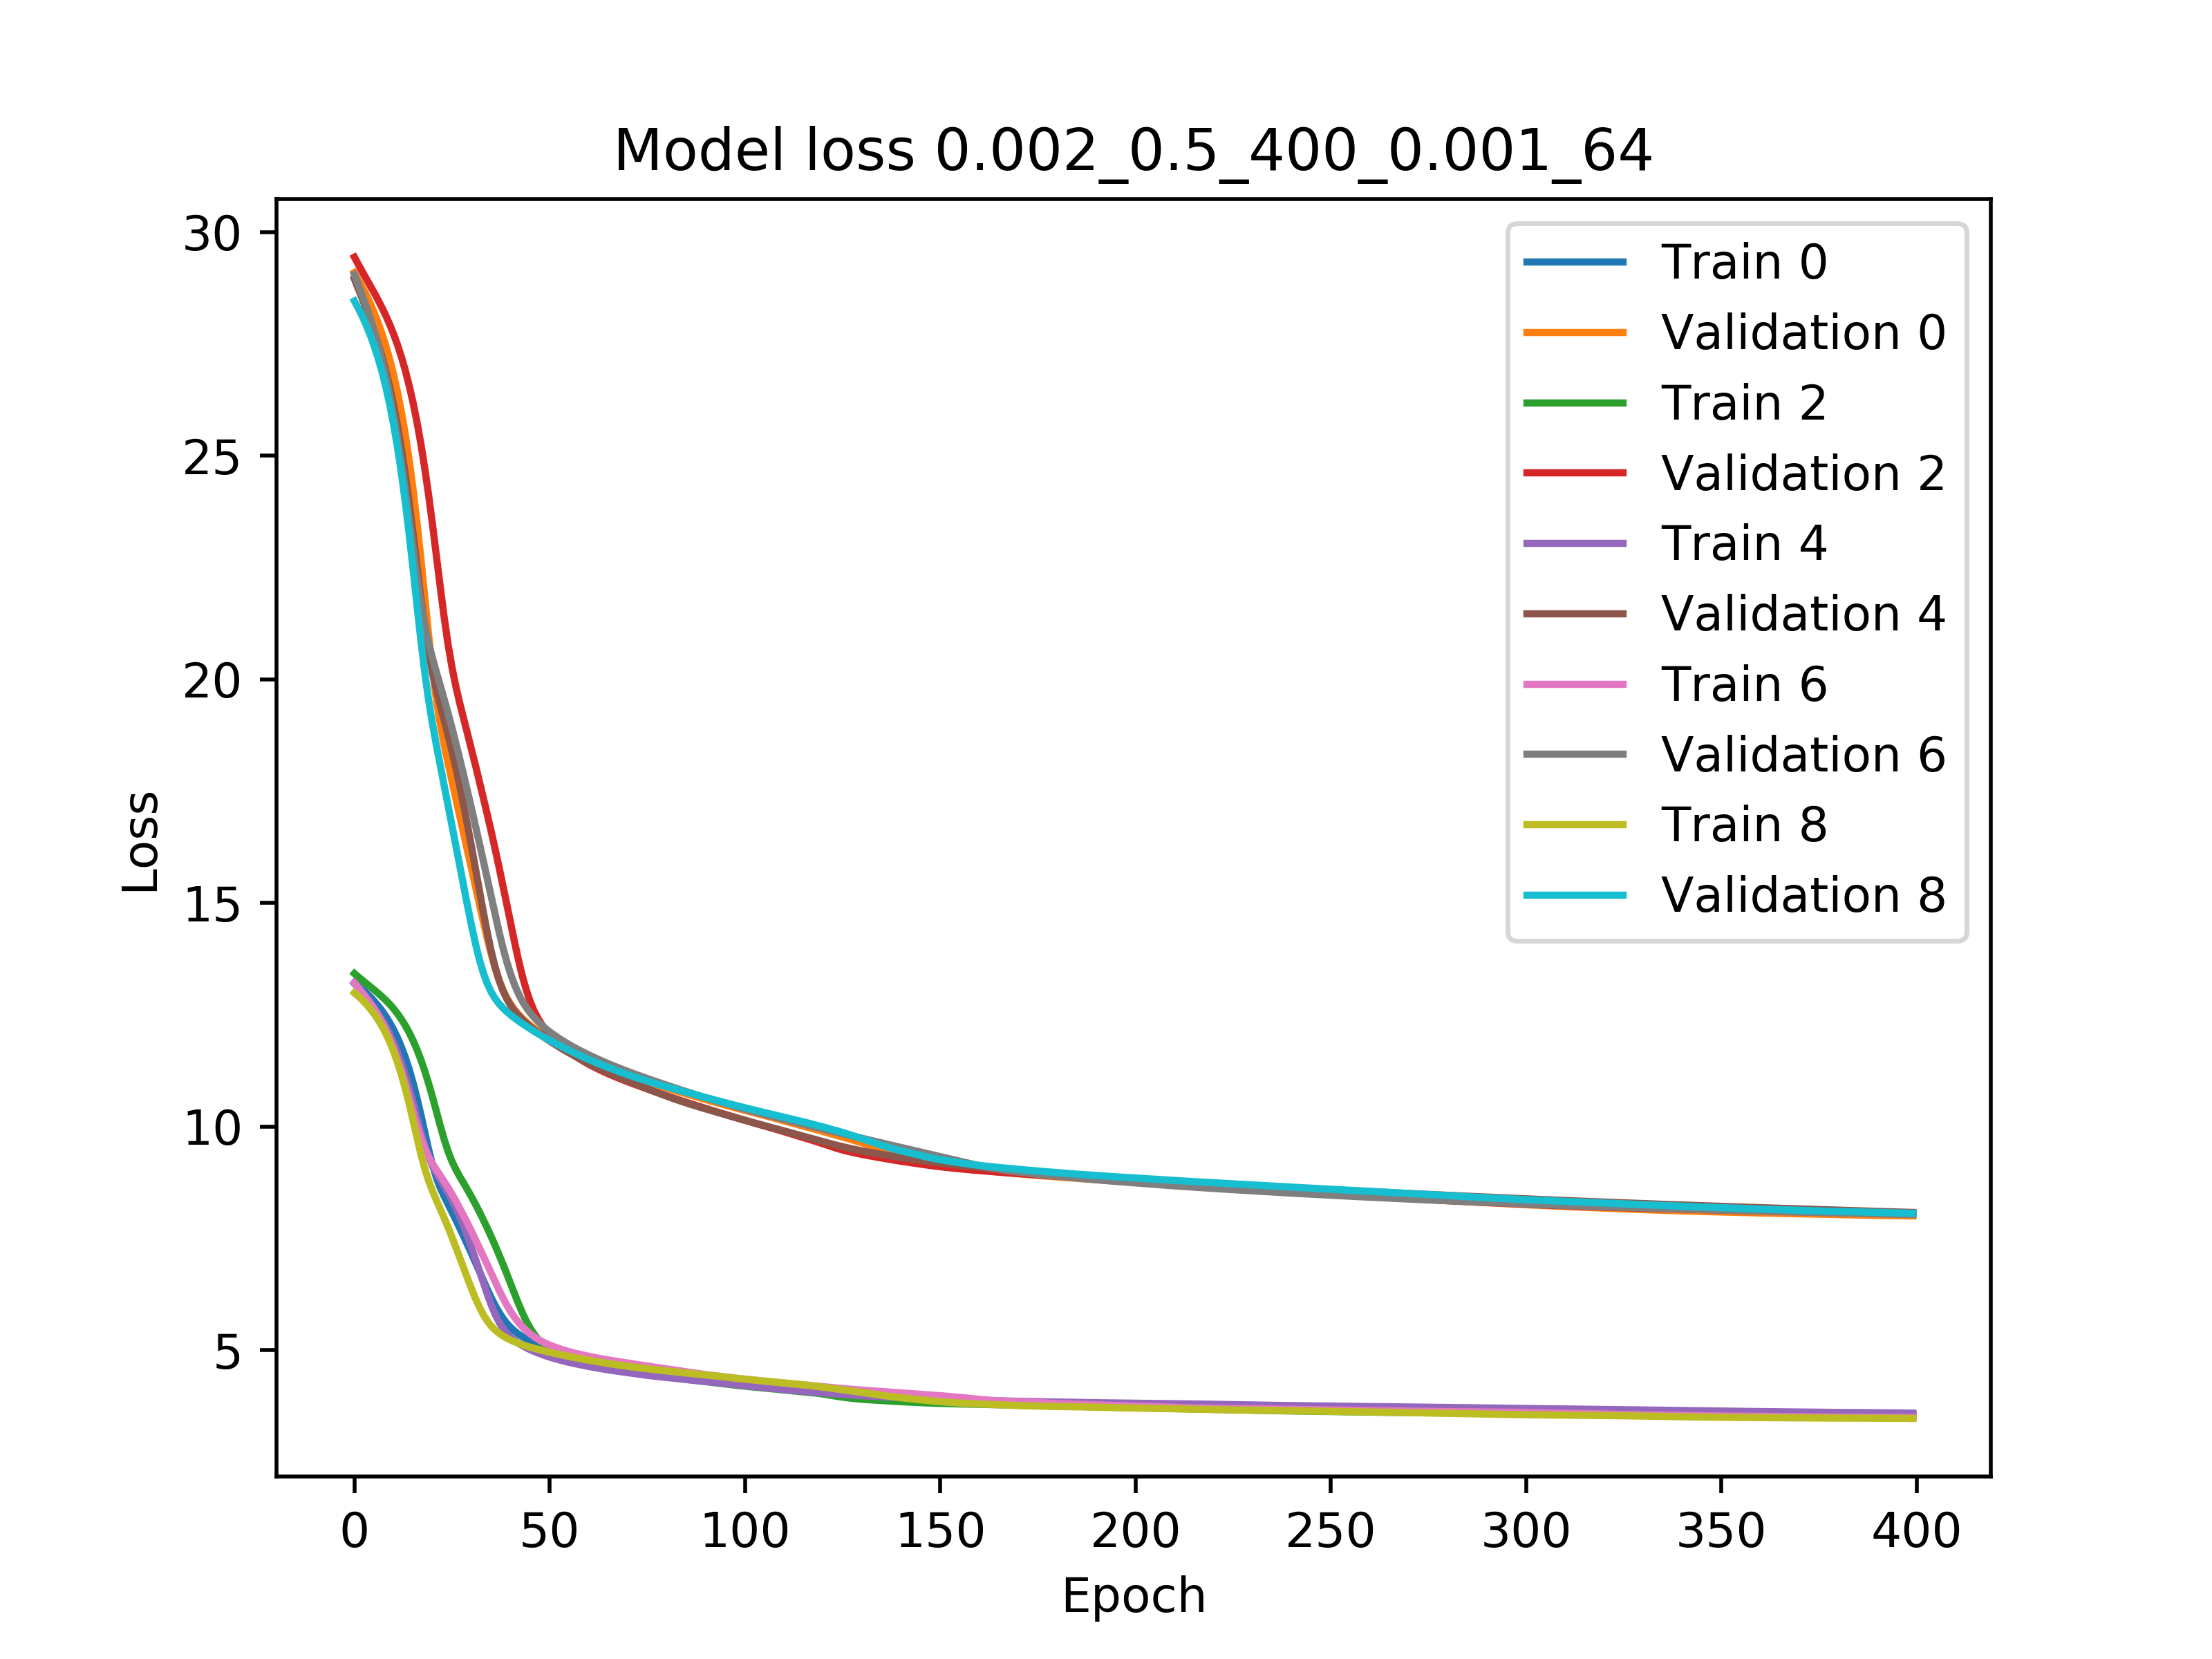 Model loss 0.002_0.5_400_0.001_64
30
25
20
15
10
5
Loss
Train 0
Validation 0
Train 2
Validation 2
Train 4
Validation 4
Train 6
Validation 6
Train 8
Validation 8
0 50 100 150 200 250 300 350 400
Epoch